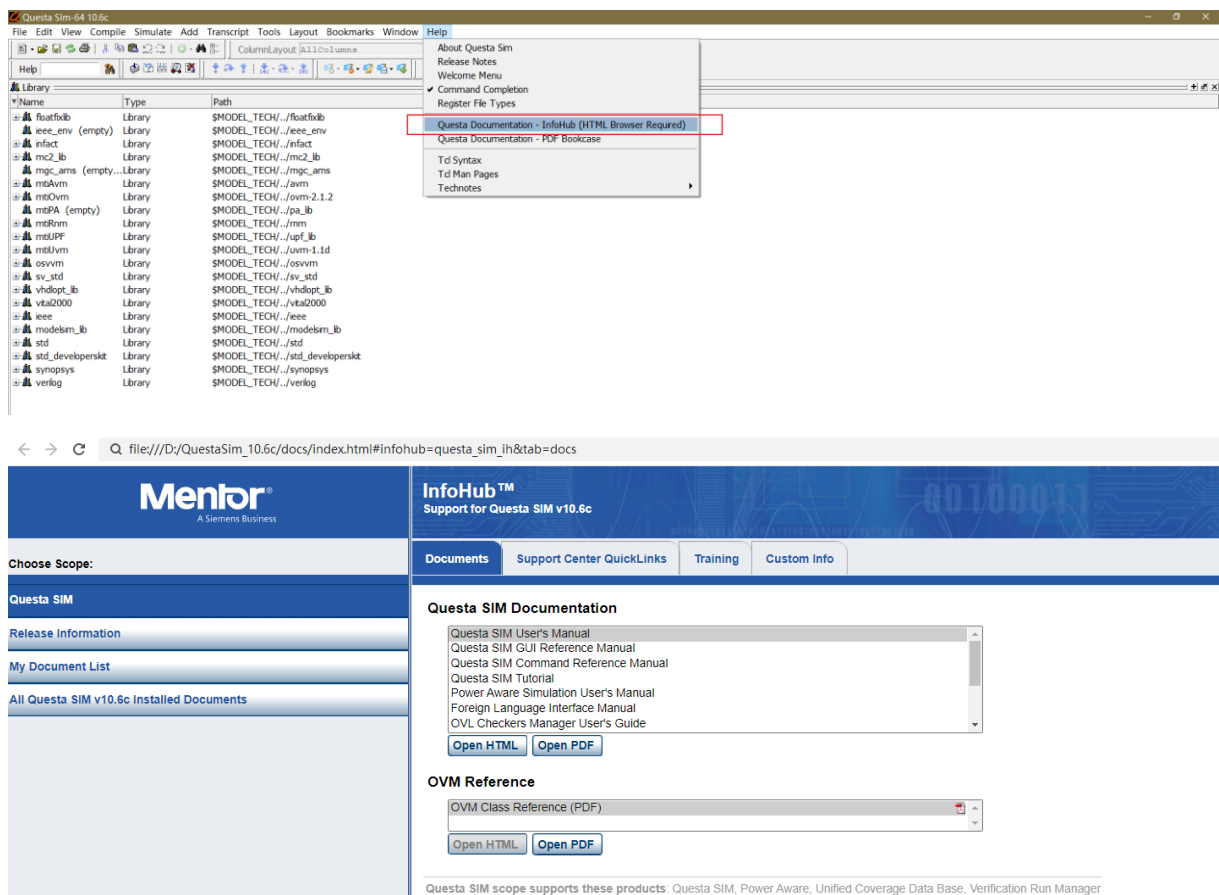 Questa Sim-64 10.6c
File Edit View Compile Simulate Add Transcript Tools Layout Bookmarks Window Help
ColumnLayout AllColumns
Help
About Questa Sim
Release Notes
Welcome Menu
Command Completion
Register File Types
Questa Documentation - InfoHub (HTML Browser Required)
Questa Documentation - PDF Bookcase
Tcl Syntax
Tcl Man Pages
Technotes
Library
Name Type Path
floatfixlib Library $MODEL_TECH/../floatfixlib
ieee_env (empty) Library $MODEL_TECH/../ieee_env
infact Library $MODEL_TECH/../infact
mc2_lib Library $MODEL_TECH/../mc2_lib
mgc_ams (empty... Library $MODEL_TECH/../mgc_ams
mtiAvm Library $MODEL_TECH/../avm
mtiOvm Library $MODEL_TECH/../ovm-2.1.2
mtiPA (empty) Library $MODEL_TECH/../pa_lib
mtiRnm Library $MODEL_TECH/../rnm
mtiUPF Library $MODEL_TECH/../upf_lib
mtiUvm Library $MODEL_TECH/../uvm-1.1d
osvvm Library $MODEL_TECH/../osvvm
sv_std Library $MODEL_TECH/../sv_std
vhdlopt_lib Library $MODEL_TECH/../vhdlopt_lib
vital2000 Library $MODEL_TECH/../vital2000
ieee Library $MODEL_TECH/../ieee
modelsim_lib Library $MODEL_TECH/../modelsim_lib
std Library $MODEL_TECH/../std
std_developerskit Library $MODEL_TECH/../std_developerskit
synopsys Library $MODEL_TECH/../synopsys
verilog Library $MODEL_TECH/../verilog
file:///D:/QuestaSim_10.6c/docs/index.html#infohub=questa_sim_ih&tab=docs
Mentor®
A Siemens Business
InfoHub™
Support for Questa SIM v10.6c
00100011
Choose Scope:
Questa SIM
Release Information
My Document List
All Questa SIM v10.6c Installed Documents
Documents Support Center QuickLinks Training Custom Info
Questa SIM Documentation
Questa SIM User's Manual
Questa SIM GUI Reference Manual
Questa SIM Command Reference Manual
Questa SIM Tutorial
Power Aware Simulation User's Manual
Foreign Language Interface Manual
OVL Checkers Manager User's Guide
Open HTML Open PDF
OVM Reference
OVM Class Reference (PDF)
Open HTML Open PDF
Questa SIM scope supports these products: Questa SIM, Power Aware, Unified Coverage Data Base, Verification Run Manager